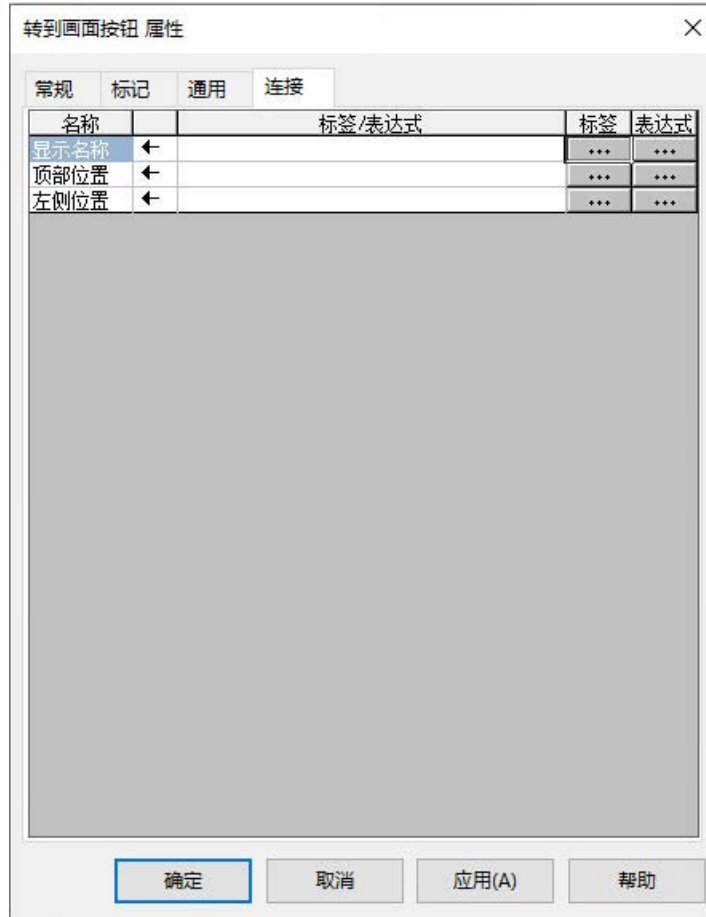 转到画面按钮 属性
常规 标记 通用 连接
名称 标签/表达式 标签 表达式
显示名称 ← ... ...
顶部位置 ← ... ...
左侧位置 ← ... ...
确定 取消 应用(A) 帮助